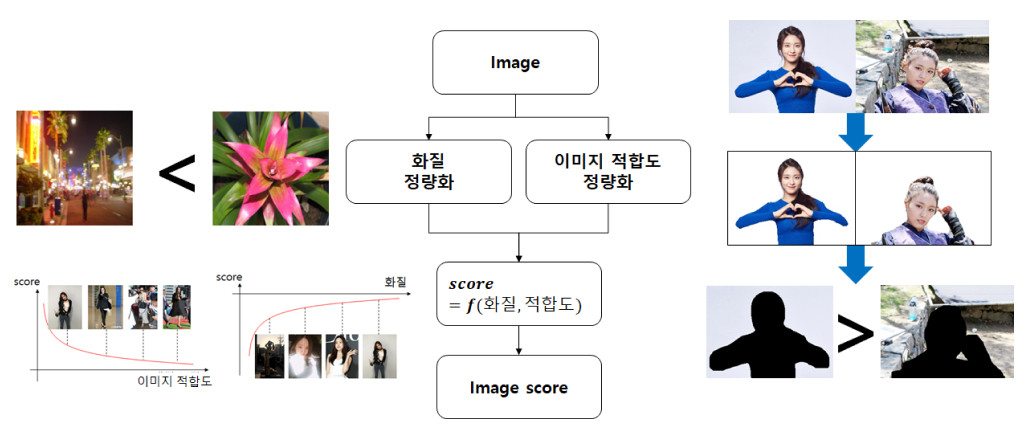 Image
화질
정량화
이미지 적합도
정량화
<
score
이미지 적합도
score
화질
score
= f(화질, 적합도)
Image score
>